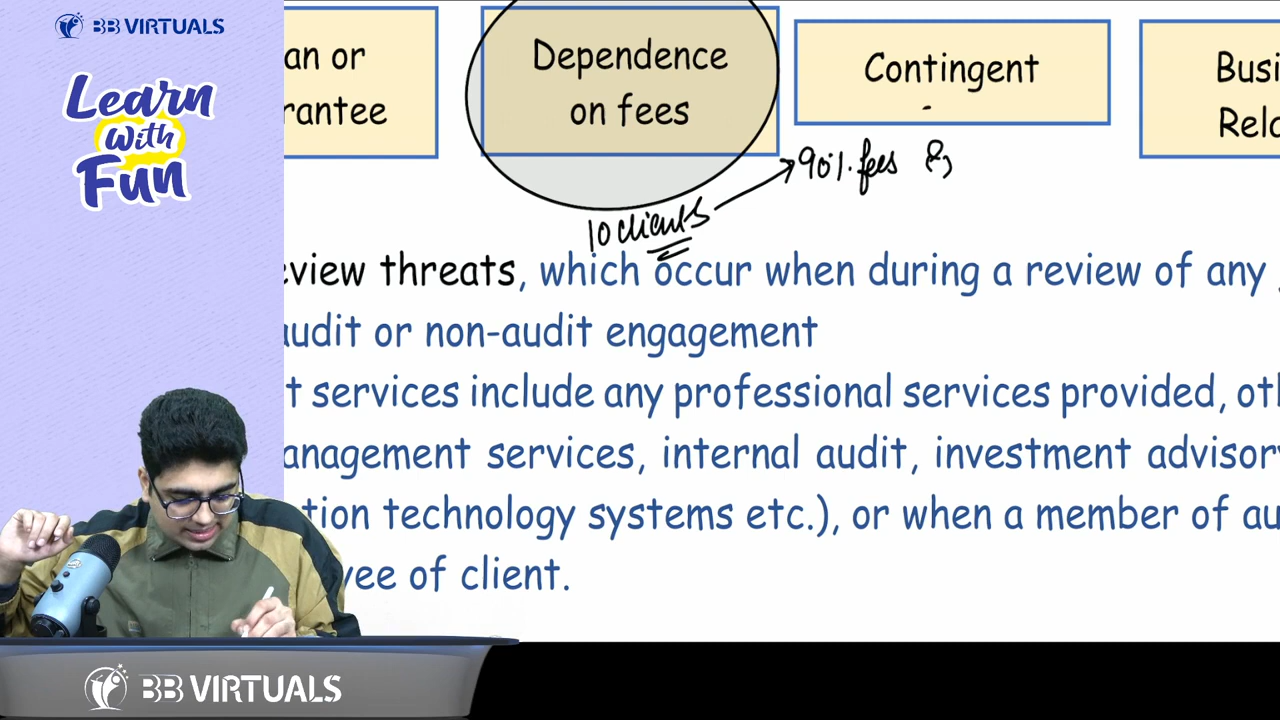 BB VIRTUALS
Learn
With
Fun
an or
rantee
Dependence
on fees
Contingent
Busi
Relo
90% fees &
10 clients
eview threats, which occur when during a review of any
audit or non-audit engagement
t services include any professional services provided, oth
anagement services, internal audit, investment advisory
tion technology systems etc.), or when a member of au
yee of client.
BB VIRTUALS